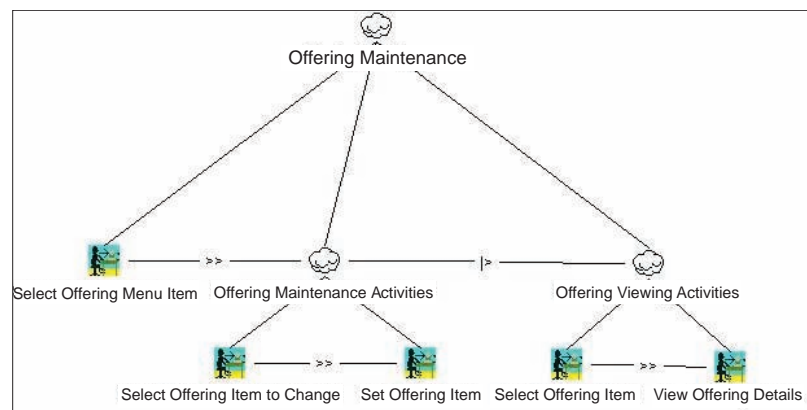 Offering Maintenance
>> |>
Select Offering Menu Item Offering Maintenance Activities Offering Viewing Activities
>> >>
Select Offering Item to Change Set Offering Item Select Offering Item View Offering Details